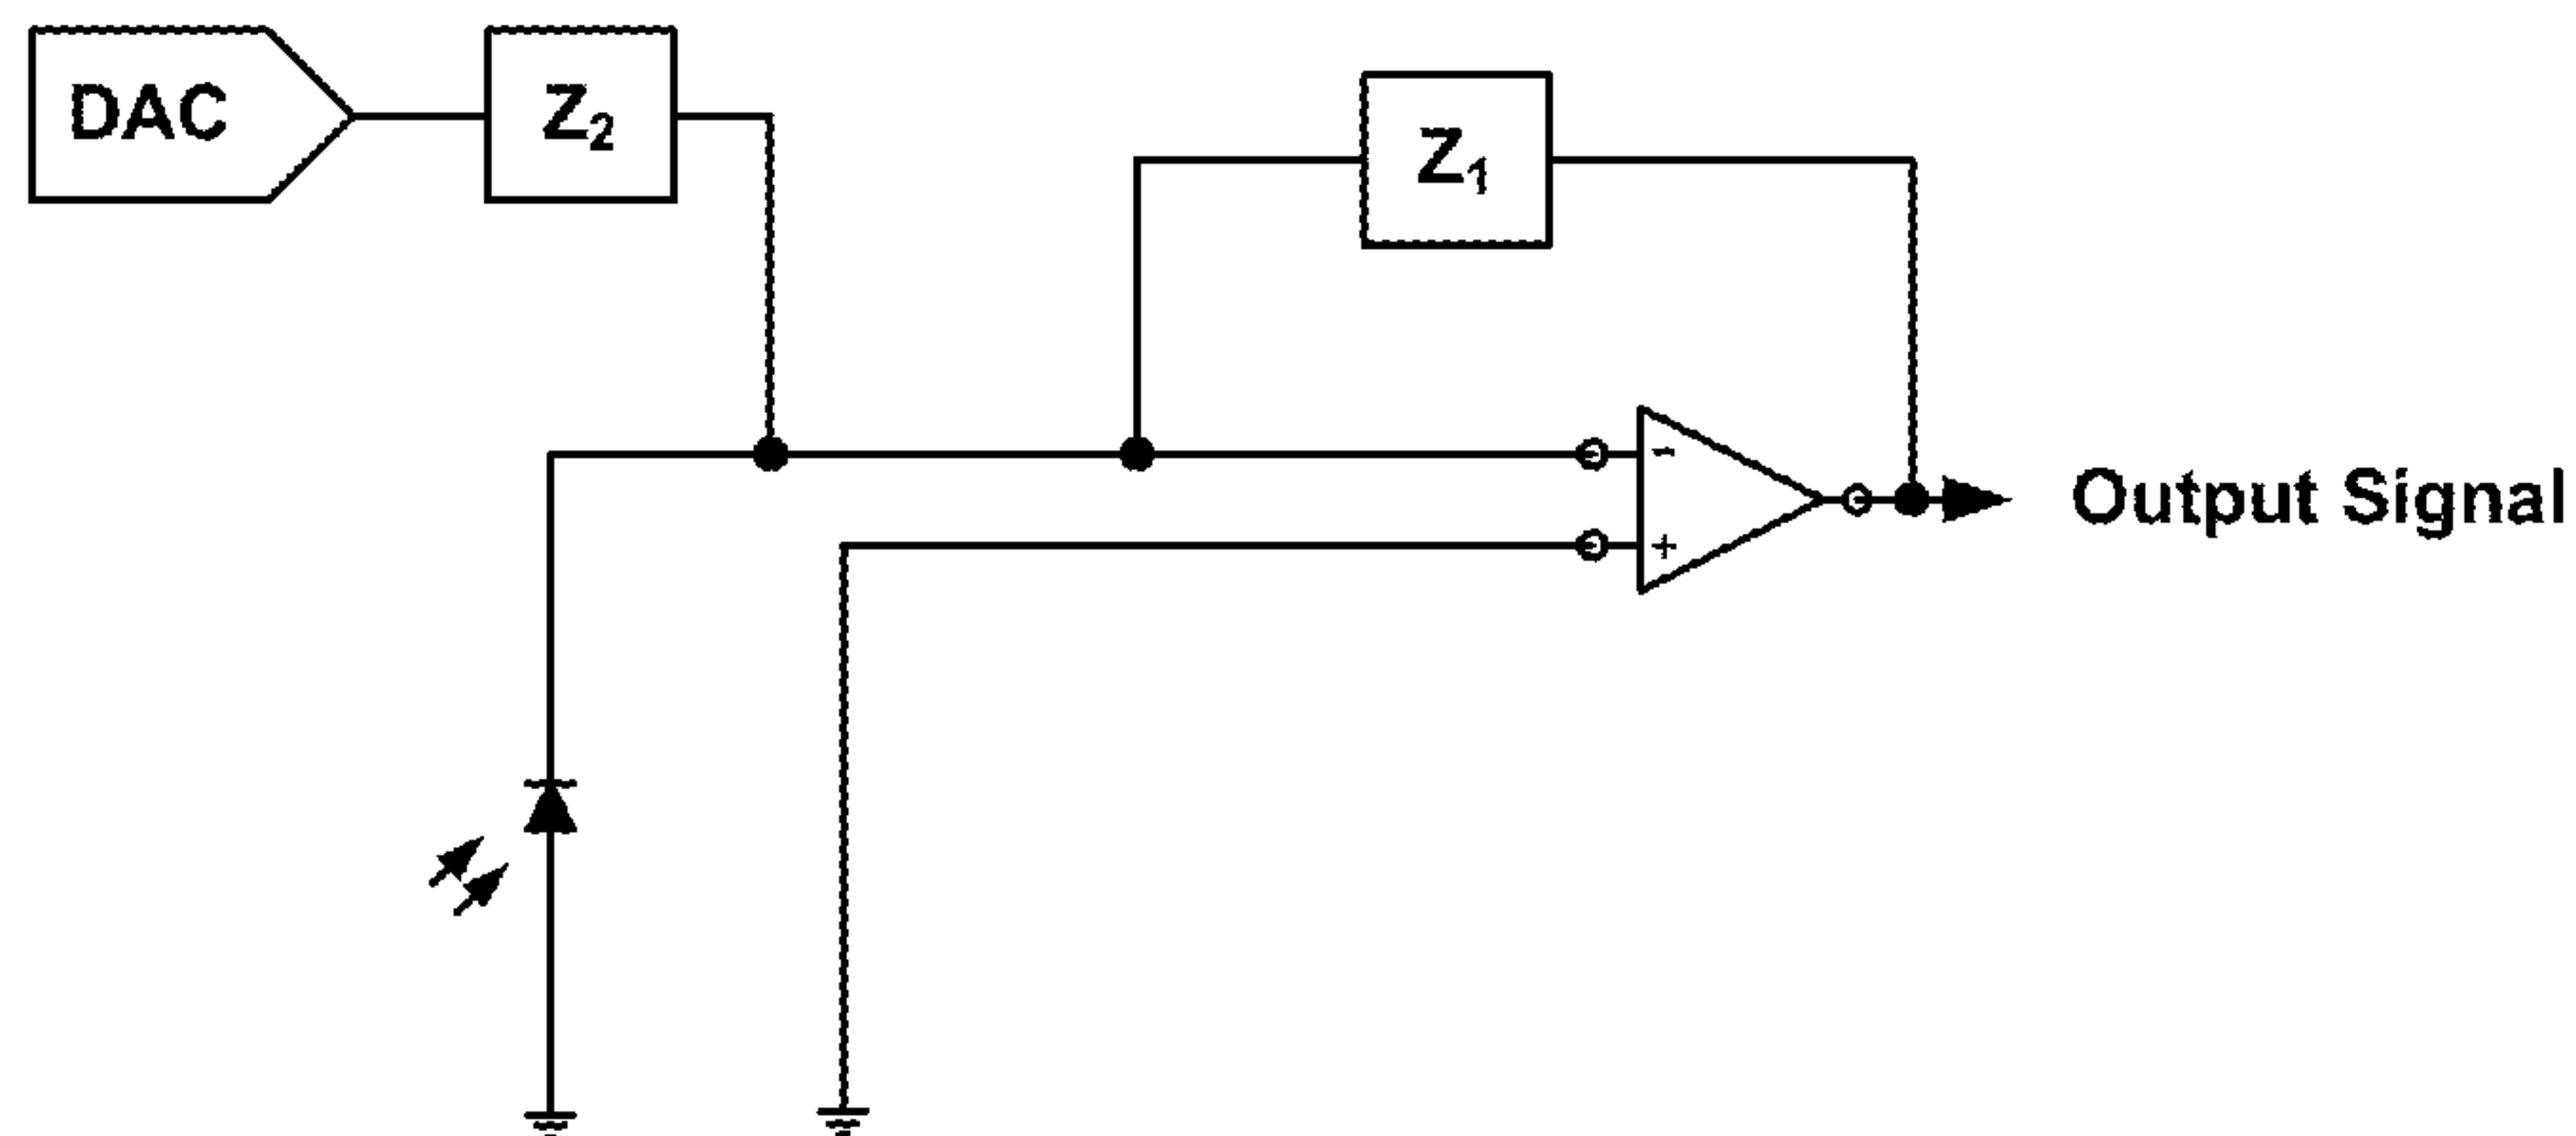 DAC
Z₂
Z₁
-
+
Output Signal